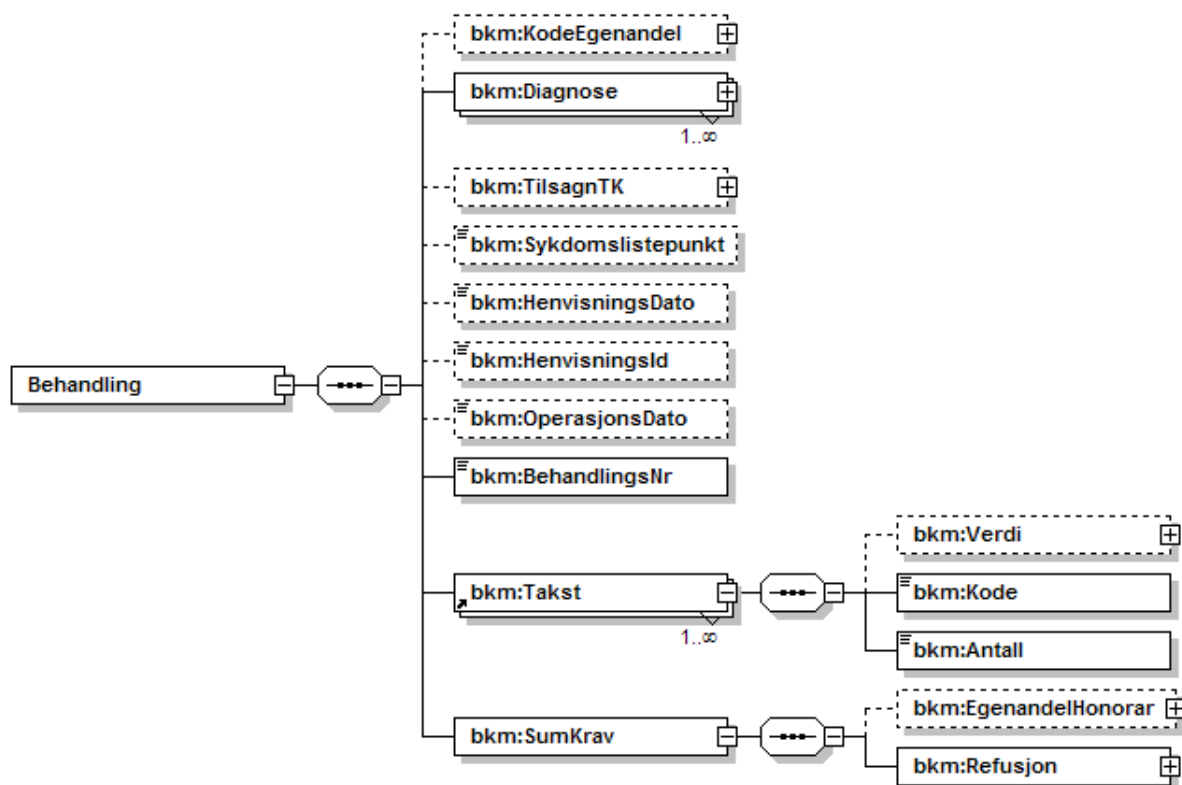 bkm:KodeEgenandel
bkm:Diagnose
1..∞
bkm:TilsagnTK
bkm:Sykdomslistepunkt
bkm:HenvisningsDato
bkm:HenvisningsId
Behandling
bkm:OperasjonsDato
bkm:BehandlingsNr
bkm:Takst
1..∞
bkm:Verdi
bkm:Kode
bkm:Antall
bkm:SumKrav
bkm:EgenandelHonorar
bkm:Refusjon